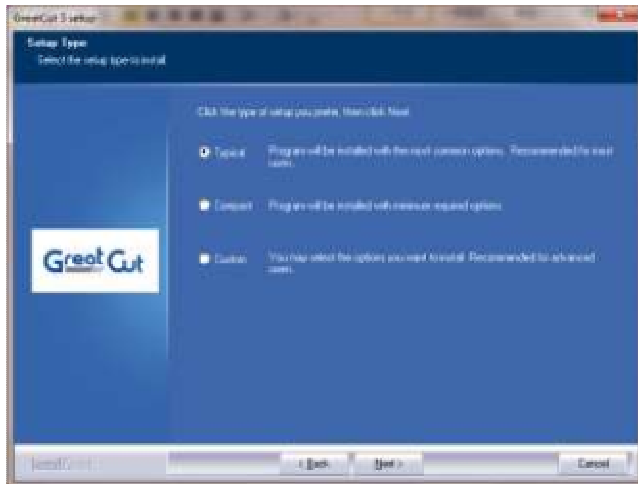 GreatCut 3 setup
Setup Type
Select the setup type to install
Click the type of setup you prefer, then click Next
Typical Program will be installed with the most common options. Recommended for most
users.
Compact Program will be installed with minimum required options
Custom You may select the options you want to install. Recommended for advanced
users.
Great Cut
< Back Next > Cancel